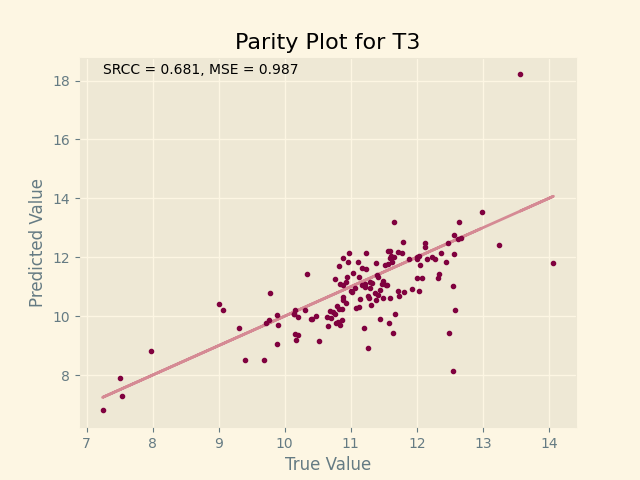 Parity Plot for T3
SRCC = 0.681, MSE = 0.987
18
16
14
12
10
8
Predicted Value
7 8 9 10 11 12 13 14
True Value